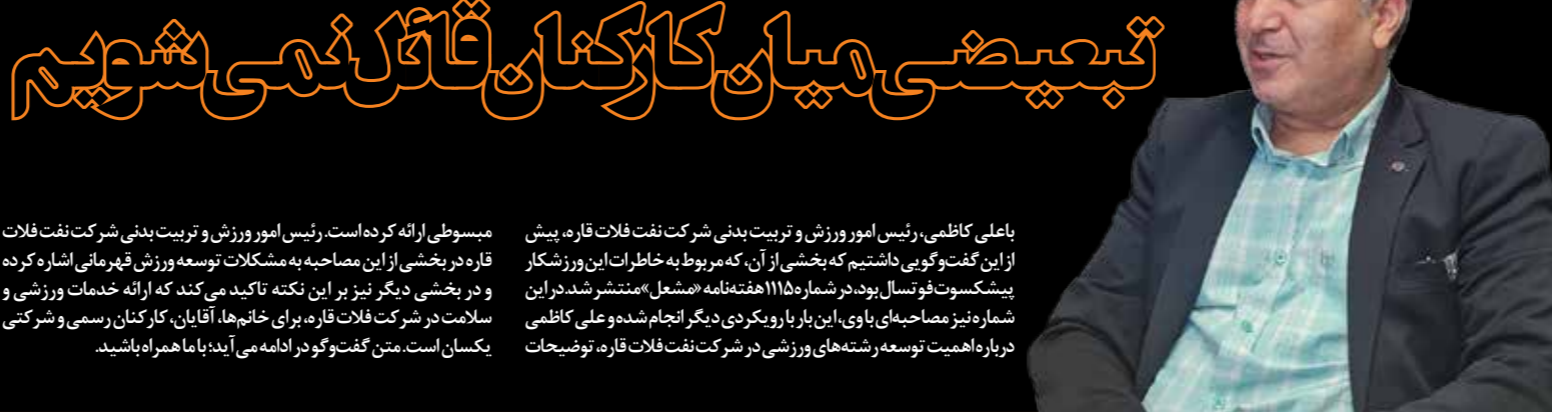 تبعیضی میان کارکنان قائل نمی‌شویم
با علی کاظمی، رئیس امور ورزش و تربیت بدنی شرکت نفت فلات قاره، پیش
از این گفت‌وگویی داشتیم که بخشی از آن، که مربوط به خاطرات این ورزشکار
پیشکسوت فوتسال بود، در شماره ۱۱۱۵ هفته‌نامه «مشعل» منتشر شد. در این
شماره نیز مصاحبه‌ای با وی، این بار با رویکردی دیگر انجام شده و علی کاظمی
درباره اهمیت توسعه رشته‌های ورزشی در شرکت نفت فلات قاره، توضیحات
مبسوطی ارائه کرده است. رئیس امور ورزش و تربیت بدنی شرکت نفت فلات
قاره در بخشی از این مصاحبه به مشکلات توسعه ورزش قهرمانی اشاره کرده
و در بخشی دیگر نیز بر این نکته تاکید می‌کند که ارائه خدمات ورزشی و
سلامت در شرکت فلات قاره، برای خانم‌ها، آقایان، کارکنان رسمی و شرکتی
یکسان است. متن گفت‌وگو در ادامه می‌آید؛ با ما همراه باشید.